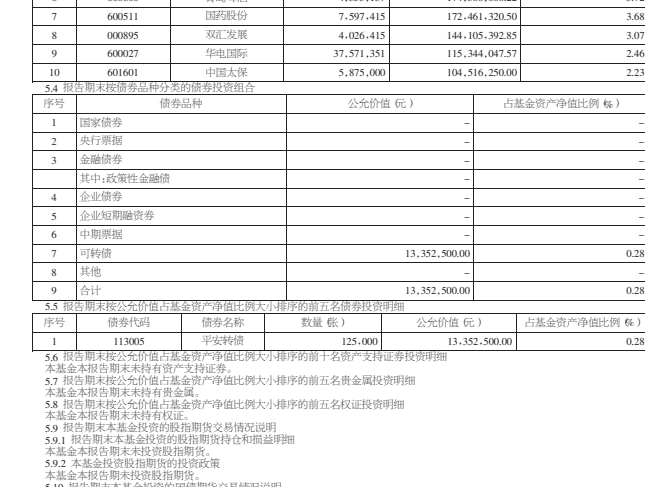 7 600511 国药股份 7,597,415 172,461,320.50 3.68
8 000895 双汇发展 4,026,415 144,105,392.85 3.07
9 600027 华电国际 37,571,351 115,344,047.57 2.46
10 601601 中国太保 5,875,000 104,516,250.00 2.23
5.4 报告期末按债券品种分类的债券投资组合
序号 债券品种 公允价值(元) 占基金资产净值比例(%)
1 国家债券 – –
2 央行票据 – –
3 金融债券 – –
其中:政策性金融债 – –
4 企业债券 – –
5 企业短期融资券 – –
6 中期票据 – –
7 可转债 13,352,500.00 0.28
8 其他 – –
9 合计 13,352,500.00 0.28
5.5 报告期末按公允价值占基金资产净值比例大小排序的前五名债券投资明细
序号 债券代码 债券名称 数量(张) 公允价值(元) 占基金资产净值比例(%)
1 113005 平安转债 125,000 13,352,500.00 0.28
5.6 报告期末按公允价值占基金资产净值比例大小排序的前十名资产支持证券投资明细
本基金本报告期末未持有资产支持证券。
5.7 报告期末按公允价值占基金资产净值比例大小排序的前五名贵金属投资明细
本基金本报告期末未持有贵金属。
5.8 报告期末按公允价值占基金资产净值比例大小排序的前五名权证投资明细
本基金本报告期末未持有权证。
5.9 报告期末本基金投资的股指期货交易情况说明
5.9.1 报告期末本基金投资的股指期货持仓和损益明细
本基金本报告期末未投资股指期货。
5.9.2 本基金投资股指期货的投资政策
本基金本报告期未投资股指期货。
5.10 报告期末本基金投资的国债期货交易情况说明